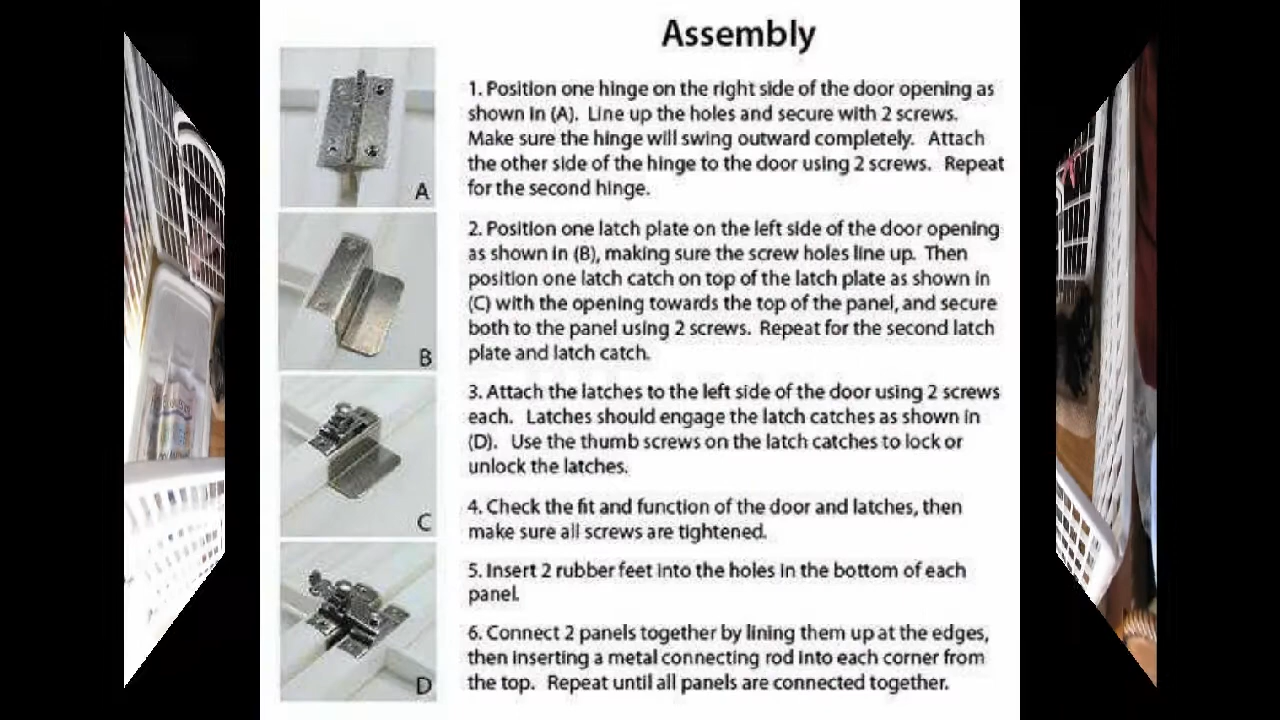 Assembly
1. Position one hinge on the right side of the door opening as
shown in (A). Line up the holes and secure with 2 screws.
Make sure the hinge will swing outward completely. Attach
the other side of the hinge to the door using 2 screws. Repeat
for the second hinge.
A
2. Position one latch plate on the left side of the door opening
as shown in (B), making sure the screw holes line up. Then
position one latch catch on top of the latch plate as shown in
(C) with the opening towards the top of the panel, and secure
both to the panel using 2 screws. Repeat for the second latch
plate and latch catch.
B
3. Attach the latches to the left side of the door using 2 screws
each. Latches should engage the latch catches as shown in
(D). Use the thumb screws on the latch catches to lock or
unlock the latches.
C
4. Check the fit and function of the door and latches, then
make sure all screws are tightened.
5. Insert 2 rubber feet into the holes in the bottom of each
panel.
6. Connect 2 panels together by lining them up at the edges,
then inserting a metal connecting rod into each corner from
the top. Repeat until all panels are connected together.
D